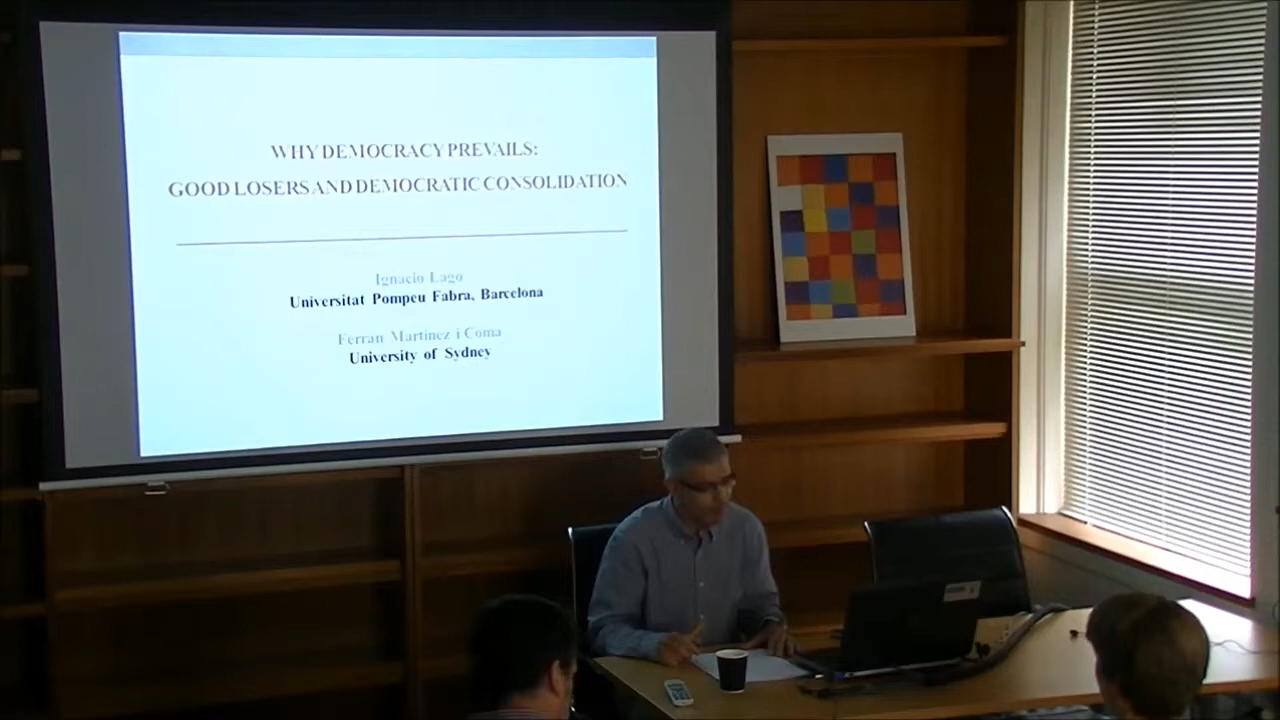 WHY DEMOCRACY PREVAILS:
GOOD LOSERS AND DEMOCRATIC CONSOLIDATION
Ignacio Lago
Universitat Pompeu Fabra, Barcelona
Ferran Martinez i Coma
University of Sydney